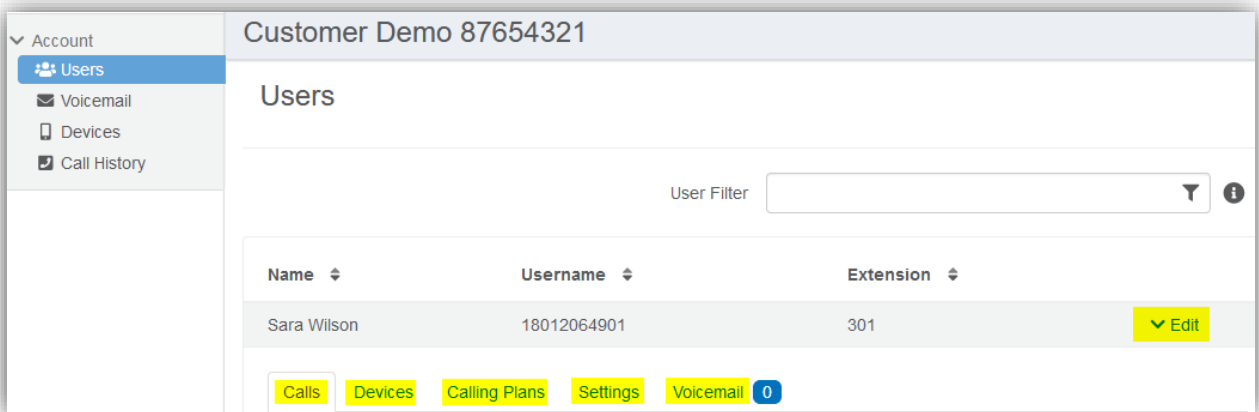 Account
Users
Voicemail
Devices
Call History
Customer Demo 87654321
Users
User Filter
Name Username Extension
Sara Wilson 18012064901 301 Edit
Calls Devices Calling Plans Settings Voicemail 0